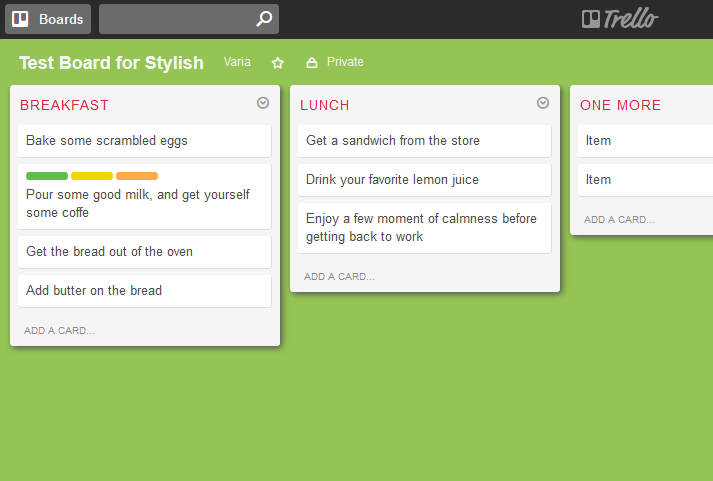 Boards
Trello
Test Board for Stylish Varia Private
BREAKFAST
Bake some scrambled eggs
Pour some good milk, and get yourself
some coffe
Get the bread out of the oven
Add butter on the bread
ADD A CARD...
LUNCH
Get a sandwich from the store
Drink your favorite lemon juice
Enjoy a few moment of calmness before
getting back to work
ADD A CARD...
ONE MORE
Item
Item
ADD A CARD...